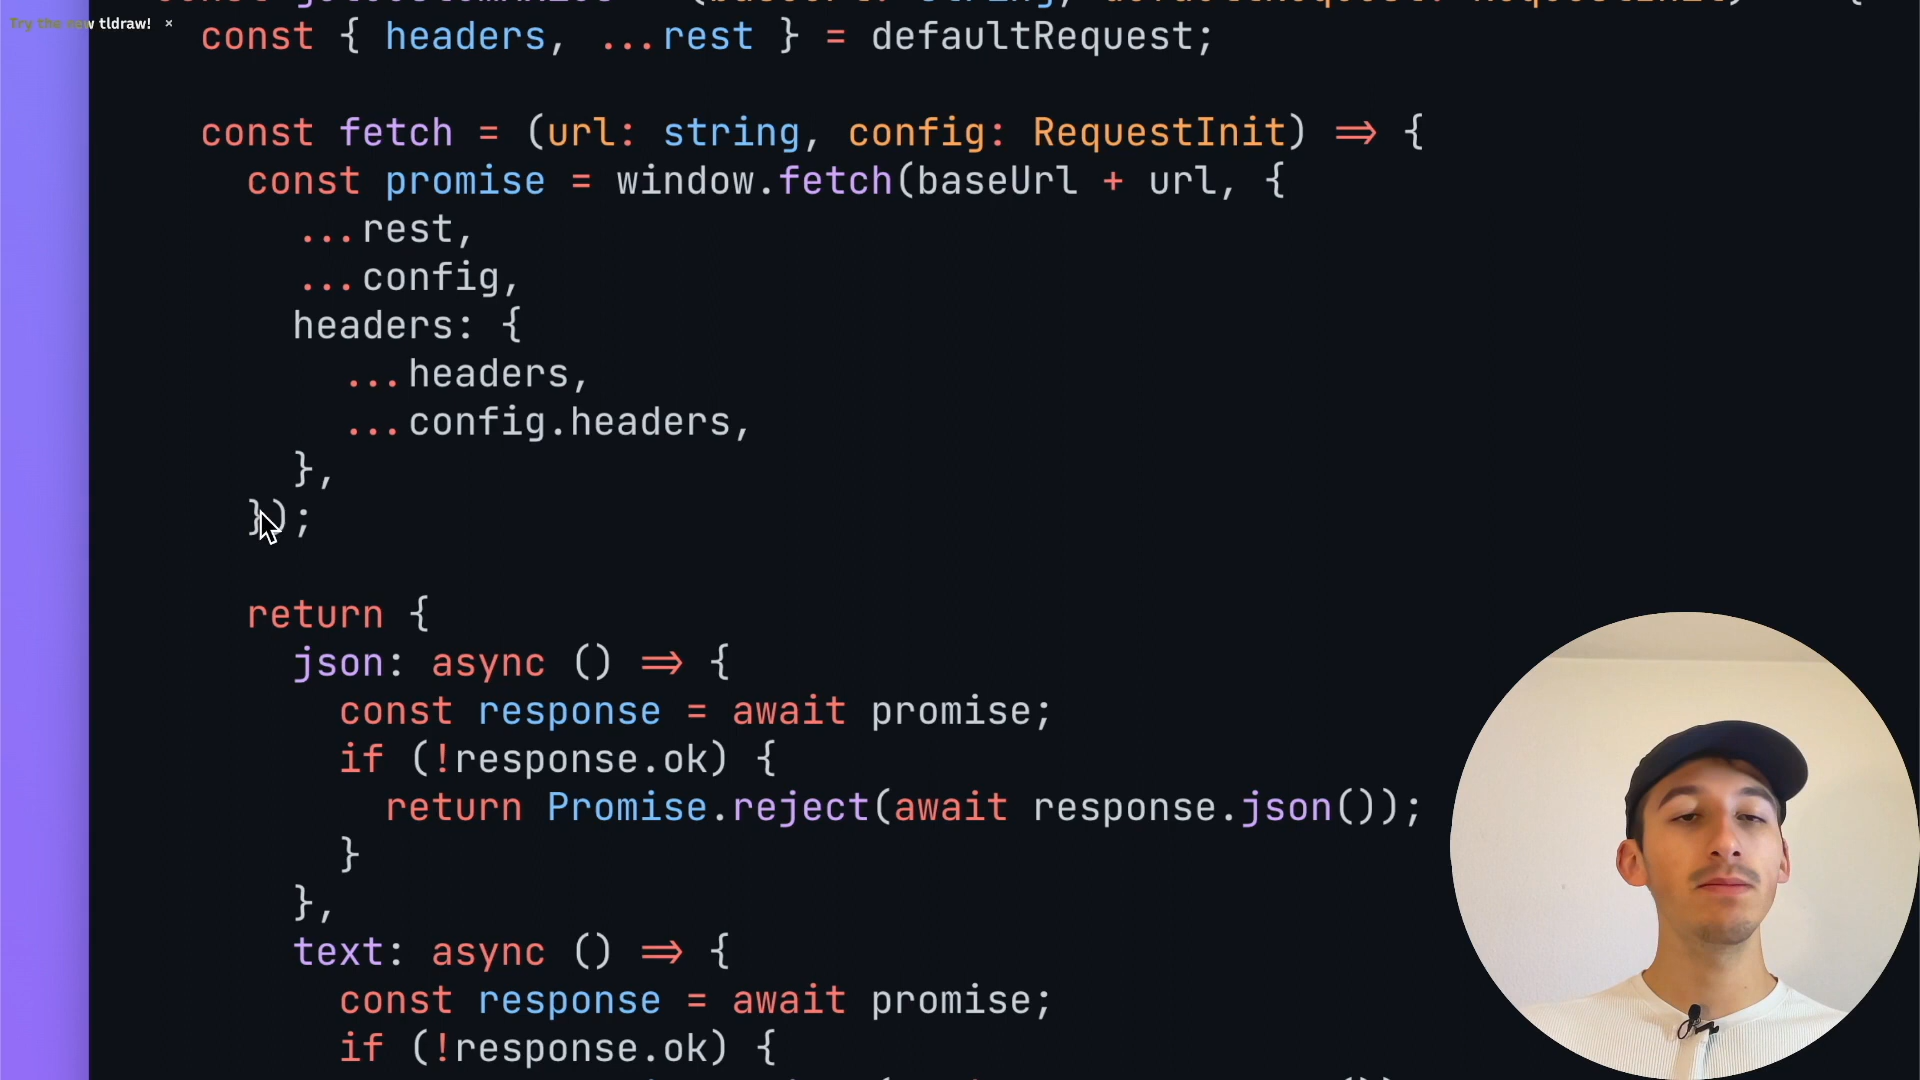 Try the new tldraw! ×
const { headers, ...rest } = defaultRequest;
const fetch = (url: string, config: RequestInit) => {
const promise = window.fetch(baseUrl + url, {
...rest,
...config,
headers: {
...headers,
...config.headers,
},
});
return {
json: async () => {
const response = await promise;
if (!response.ok) {
return Promise.reject(await response.json());
}
},
text: async () => {
const response = await promise;
if (!response.ok) {